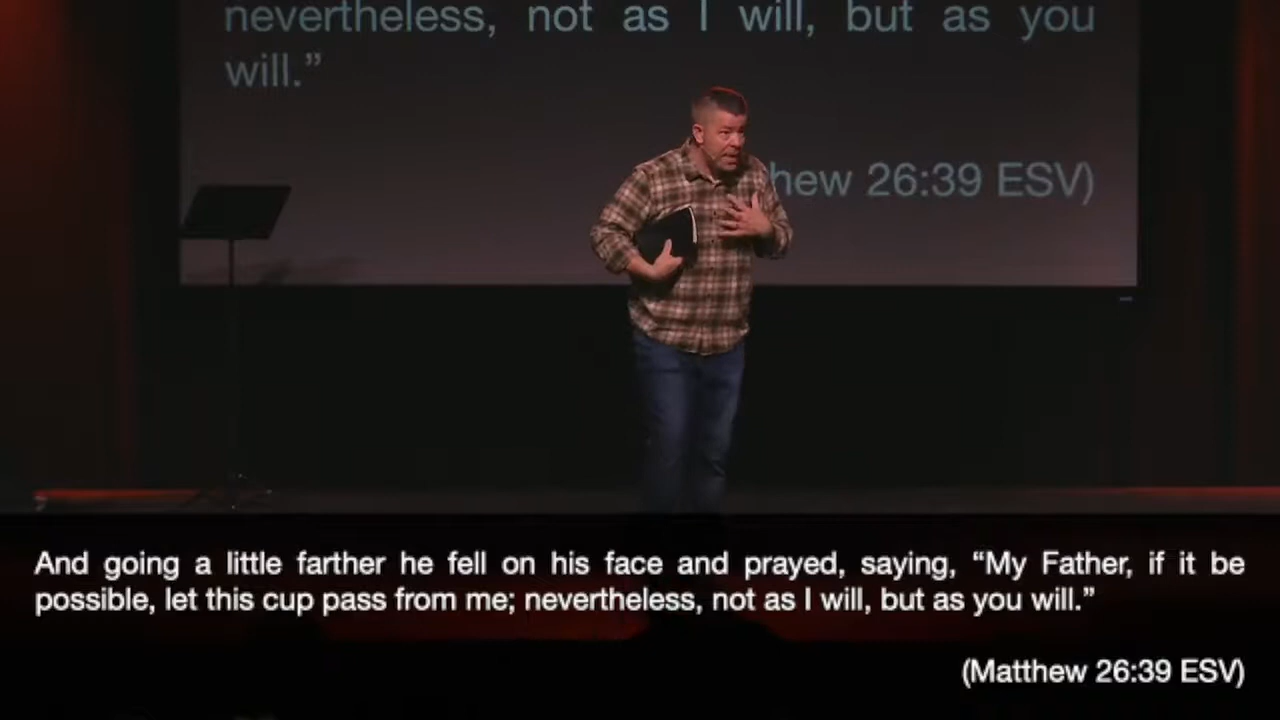 nevertheless, not as I will, but as you
will.”
hew 26:39 ESV)
And going a little farther he fell on his face and prayed, saying, “My Father, if it be
possible, let this cup pass from me; nevertheless, not as I will, but as you will.”
(Matthew 26:39 ESV)